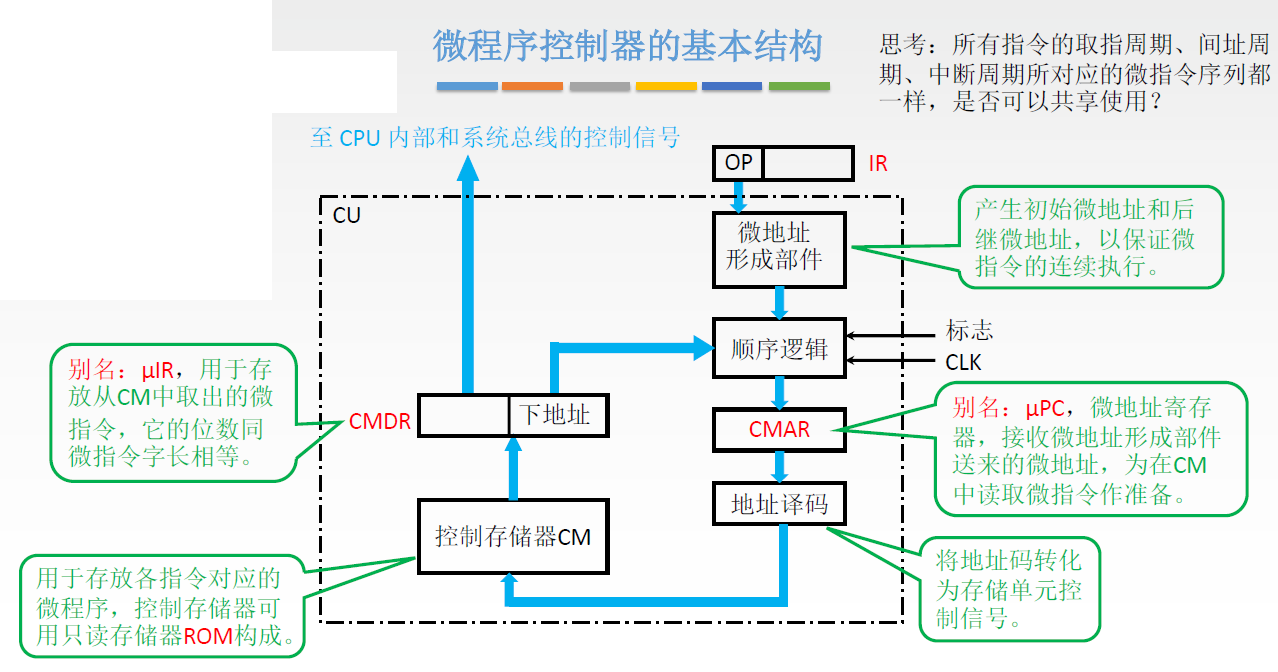 微程序控制器的基本结构
思考：所有指令的取指周期、间址周
期、中断周期所对应的微指令序列都
一样，是否可以共享使用？
至 CPU 内部和系统总线的控制信号
OP
IR
CU
微地址
形成部件
产生初始微地址和后
继微地址，以保证微
指令的连续执行。
标志
CLK
顺序逻辑
别名：μIR，用于存
放从CM中取出的微
指令，它的位数同
微指令字长相等。
CMDR
下地址
CMAR
别名：μPC，微地址寄存
器，接收微地址形成部件
送来的微地址，为在CM
中读取微指令作准备。
地址译码
控制存储器CM
用于存放各指令对应的
微程序，控制存储器可
用只读存储器ROM构成。
将地址码转化
为存储单元控
制信号。